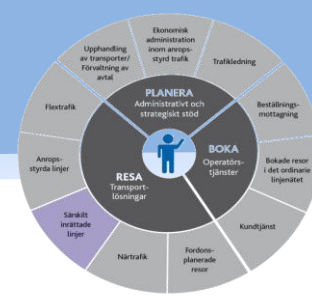 Ekonomisk
administration
inom anrops-
styrd trafik
Upphandling
av transporter/
Förvaltning av
avtal
Trafikledning
Flextrafik
PLANERA
Administrativt och
strategiskt stöd
Beställnings-
mottagning
Anrops-
styrda linjer
RESA
Transport-
lösningar
BOKA
Operatörs-
tjänster
Bokade resor
i det ordinarie
linjenätet
Särskilt
inrättade
linjer
Kundtjänst
Närtrafik
Fordons-
planerade
resor